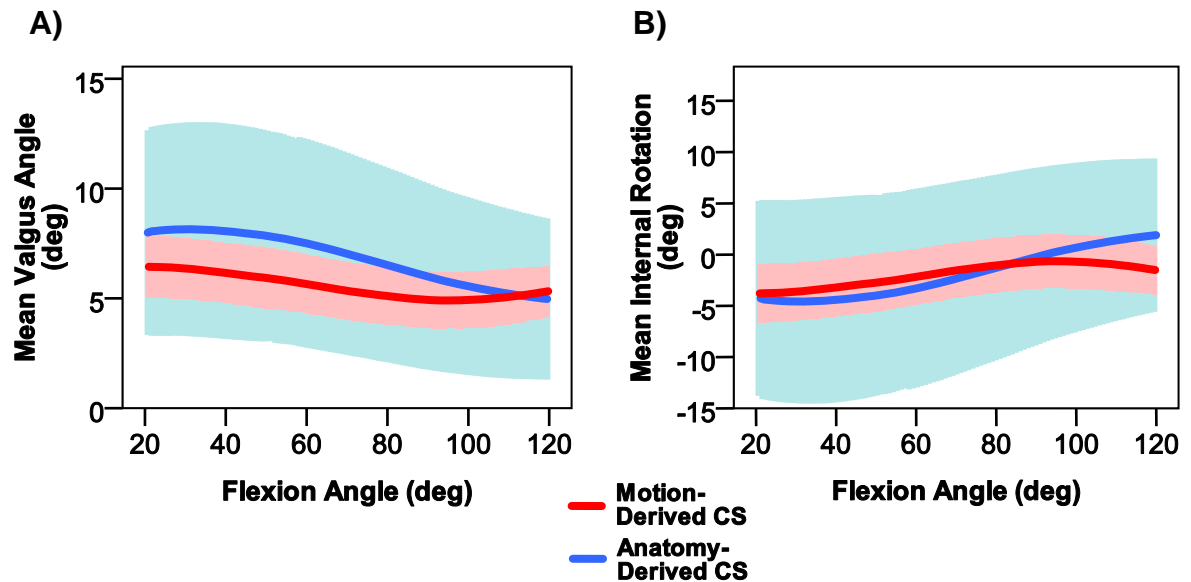 A)
B)
Mean Valgus Angle
(deg)
15
10
5
0
20 40 60 80 100 120
Flexion Angle (deg)
Mean Internal Rotation
(deg)
15
10
5
0
-5
-10
-15
20 40 60 80 100 120
Flexion Angle (deg)
Motion-
Derived CS
Anatomy-
Derived CS